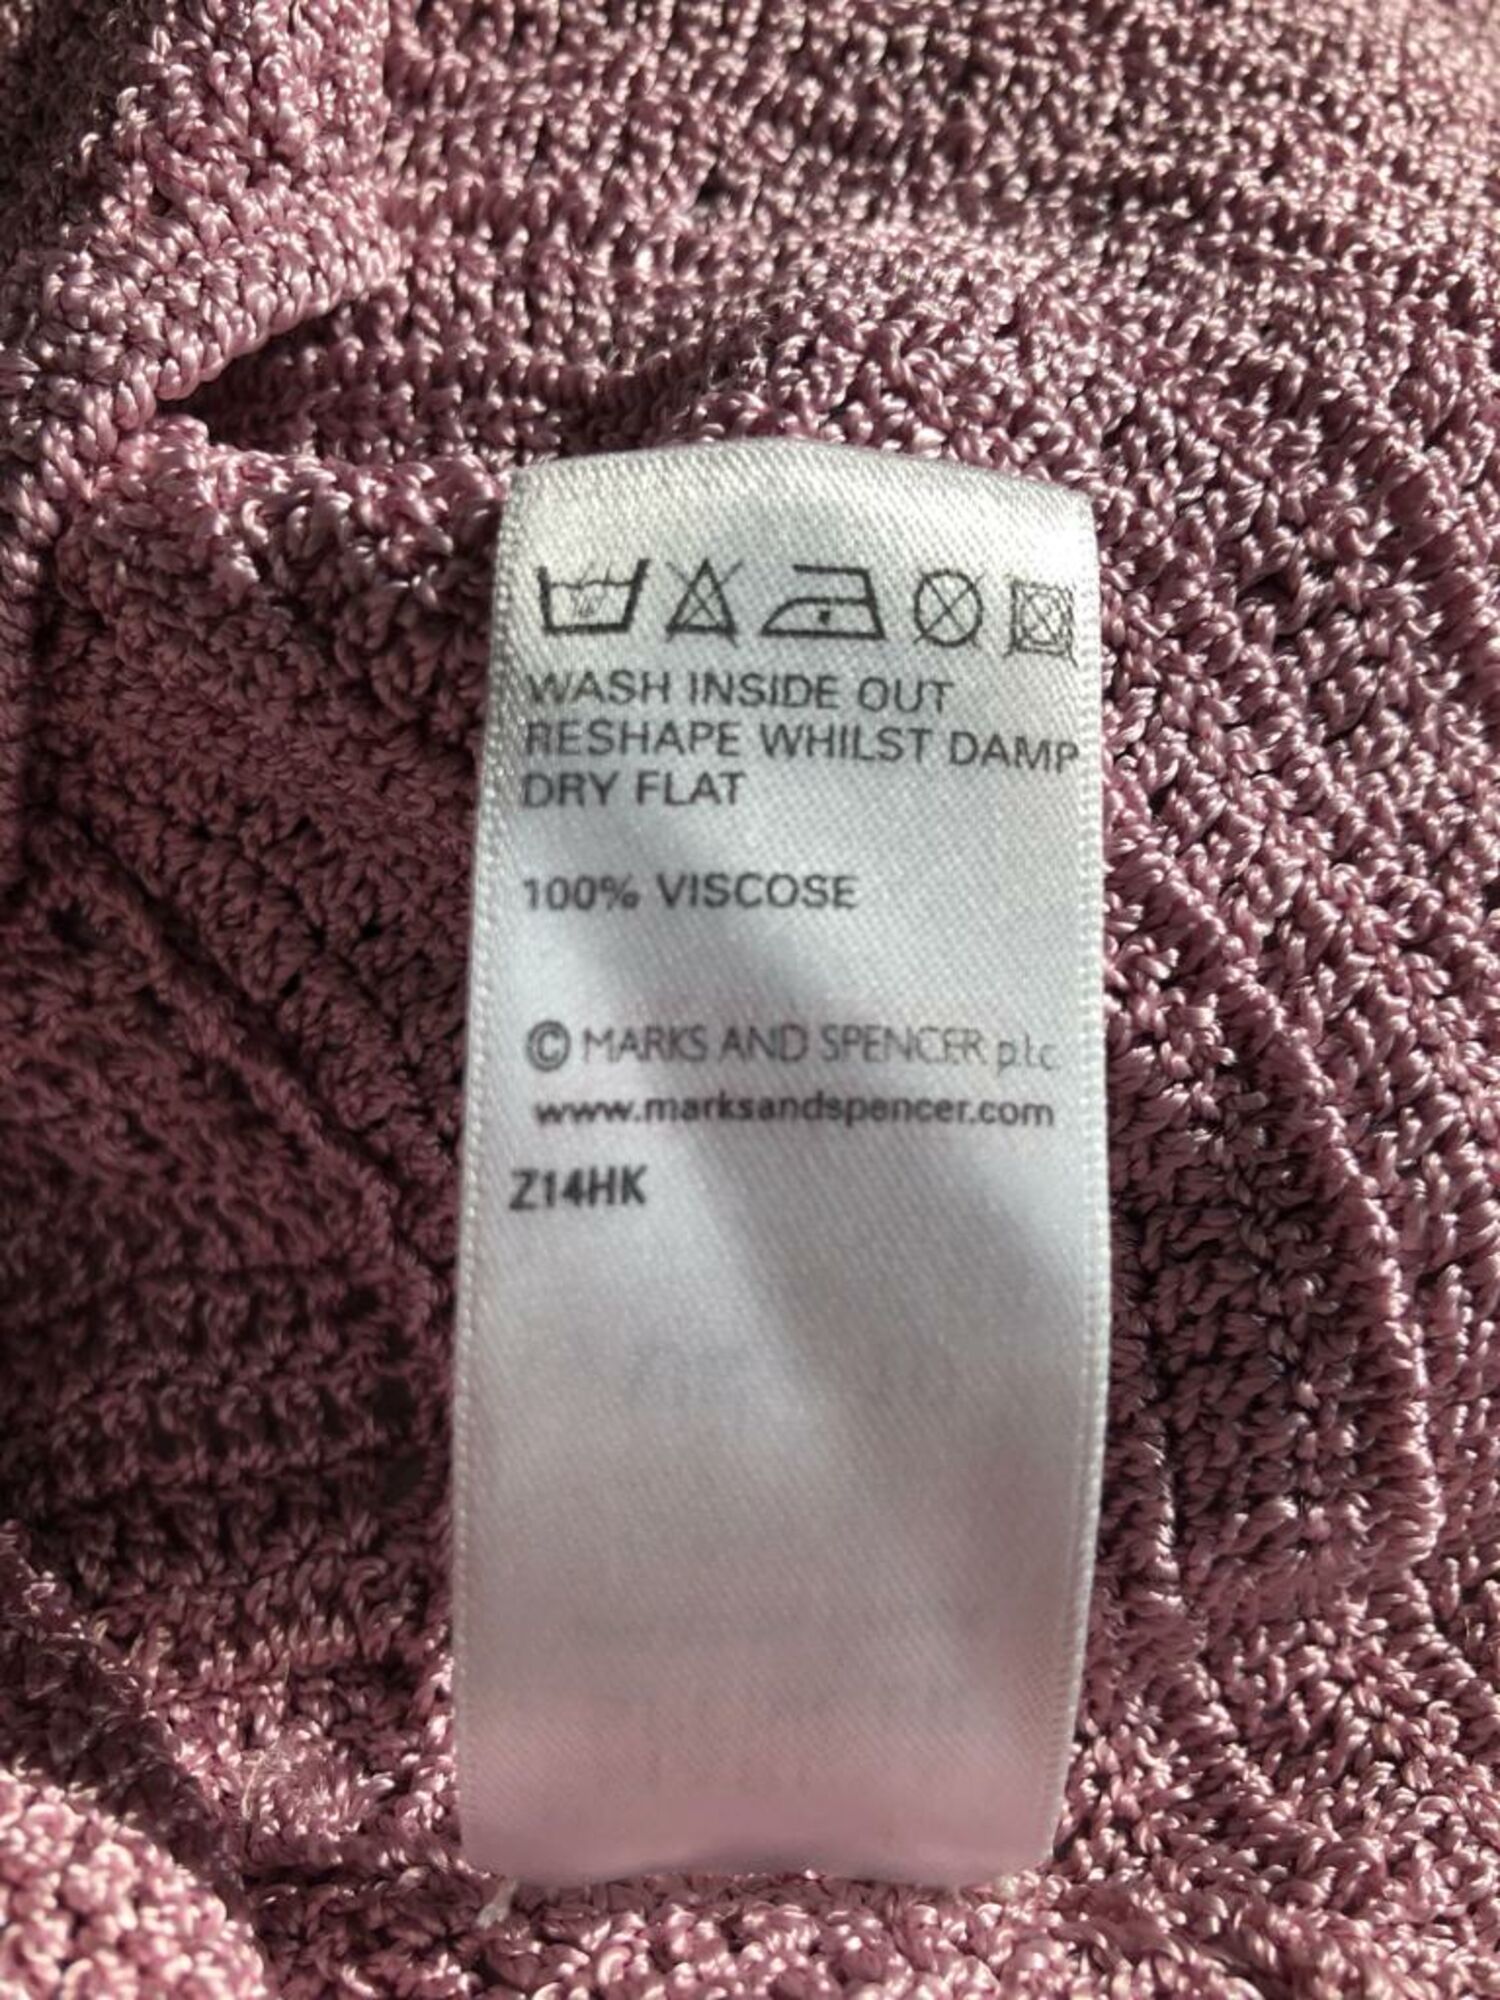 WASH INSIDE OUT
RESHAPE WHILST DAMP
DRY FLAT
100% VISCOSE
© MARKS AND SPENCER p.l.c.
www.marksandspencer.com
Z14HK